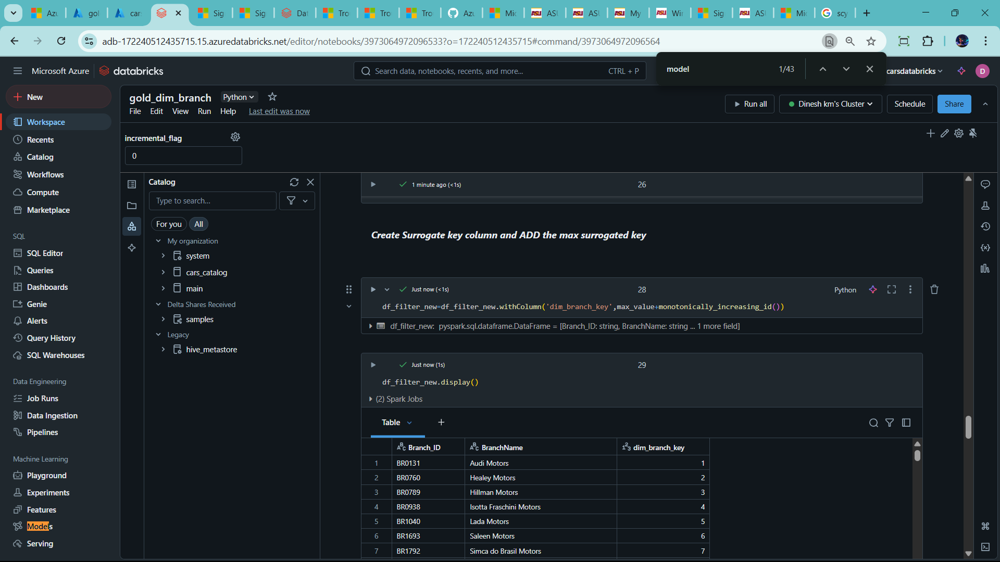 Azu
gol
car
Sig
Sig
Dat
Tro
Tro
Tro
Azu
Mic
ASU
ASU
My
Wir
Sig
ASU
Mic
scy
adb-172240512435715.15.azuredatabricks.net/editor/notebooks/3973064972096533?o=172240512435715#command/3973064972096564
model
1/43
Microsoft Azure
databricks
Search data, notebooks, recents, and more...
CTRL + P
carsdatabricks
D
New
Workspace
Recents
Catalog
Workflows
Compute
Marketplace
SQL
SQL Editor
Queries
Dashboards
Genie
Alerts
Query History
SQL Warehouses
Data Engineering
Job Runs
Data Ingestion
Pipelines
Machine Learning
Playground
Experiments
Features
Models
Serving
gold_dim_branch
Python
File Edit View Run Help
Last edit was now
Run all
Dinesh km's Cluster
Schedule
Share
incremental_flag
0
Catalog
Type to search...
For you
All
My organization
system
cars_catalog
main
Delta Shares Received
samples
Legacy
hive_metastore
1 minute ago (<1s)
26
Create Surrogate key column and ADD the max surrogated key
Just now (<1s)
28
Python
df_filter_new=df_filter_new.withColumn('dim_branch_key',max_value+monotonically_increasing_id())
df_filter_new: pyspark.sql.dataframe.DataFrame = [Branch_ID: string, BranchName: string ... 1 more field]
Just now (1s)
29
df_filter_new.display()
(2) Spark Jobs
Table
Branch_ID BranchName dim_branch_key
1 BR0131 Audi Motors 1
2 BR0760 Healey Motors 2
3 BR0789 Hillman Motors 3
4 BR0938 Isotta Fraschini Motors 4
5 BR1040 Lada Motors 5
6 BR1693 Saleen Motors 6
7 BR1792 Simca do Brasil Motors 7